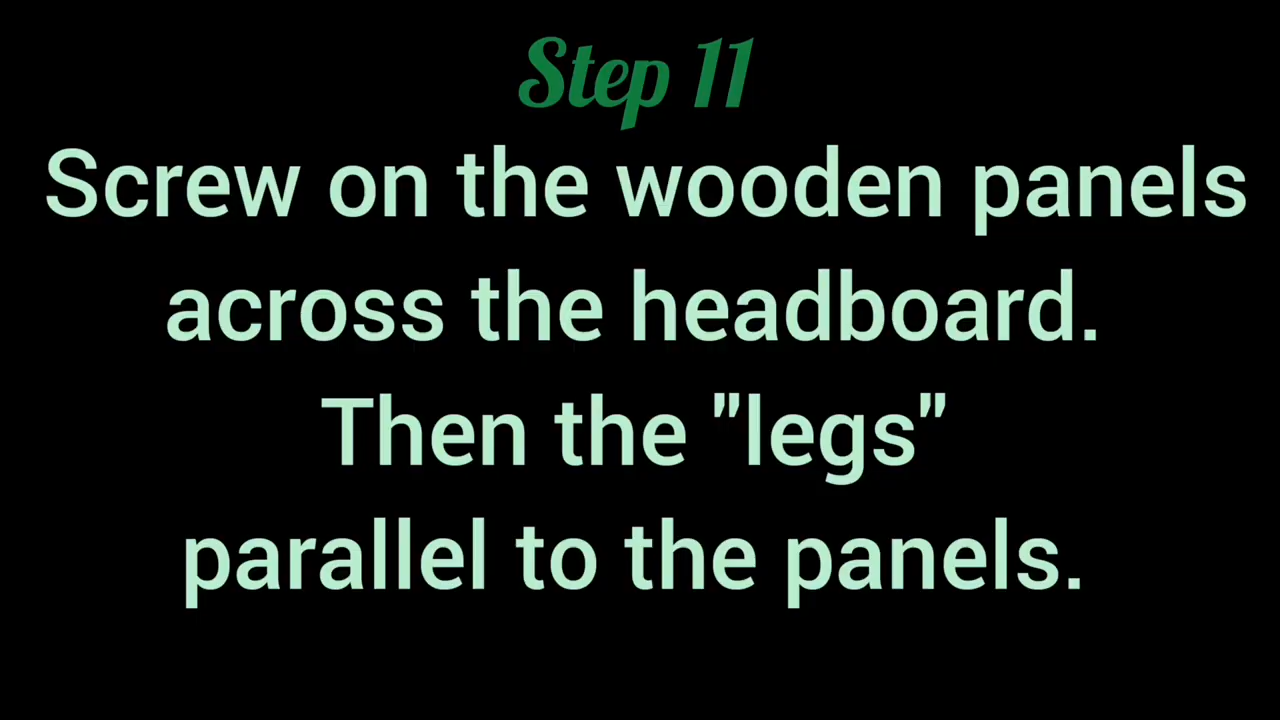 Step 11
Screw on the wooden panels
across the headboard.
Then the "legs"
parallel to the panels.